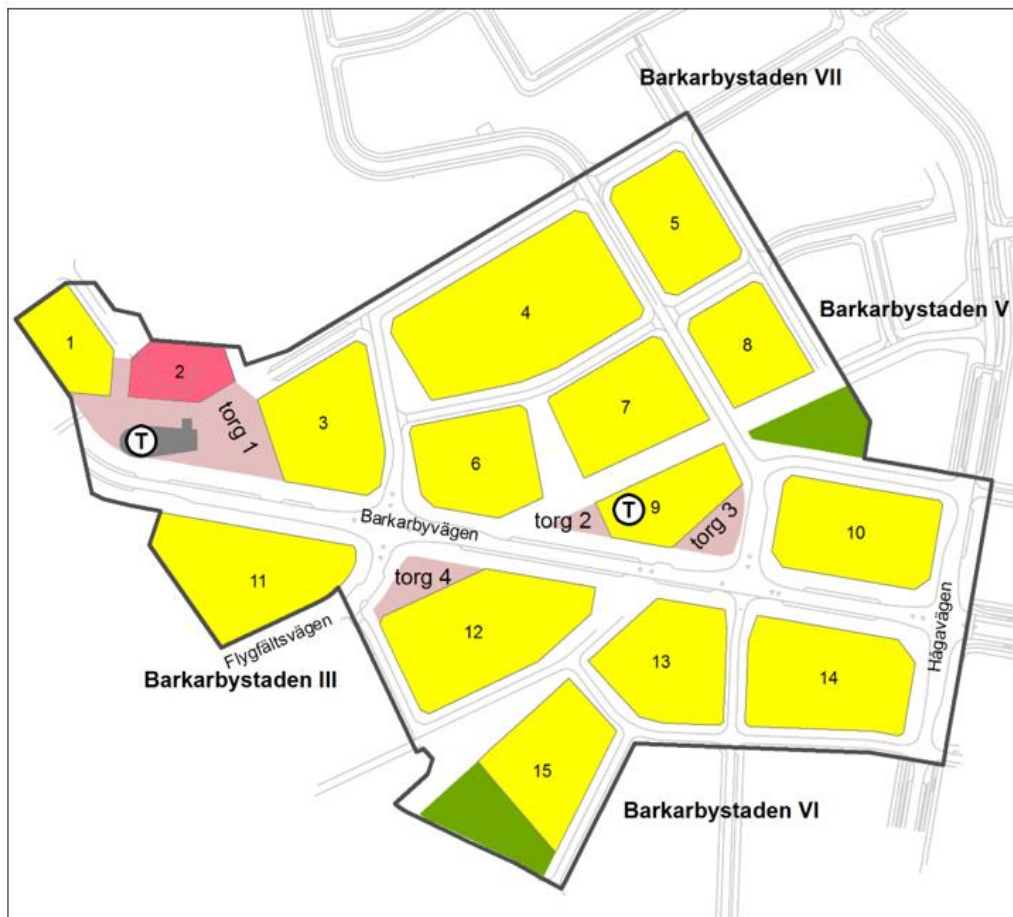 Barkarbystaden VII
5
4
Barkarbystaden V
1
8
2
7
torg 1
3
T
6
T
9
torg 2
torg 3
Barkarbyvägen
10
torg 4
11
12
Hågavägen
Flygfältsvägen
13
Barkarbystaden III
14
15
Barkarbystaden VI